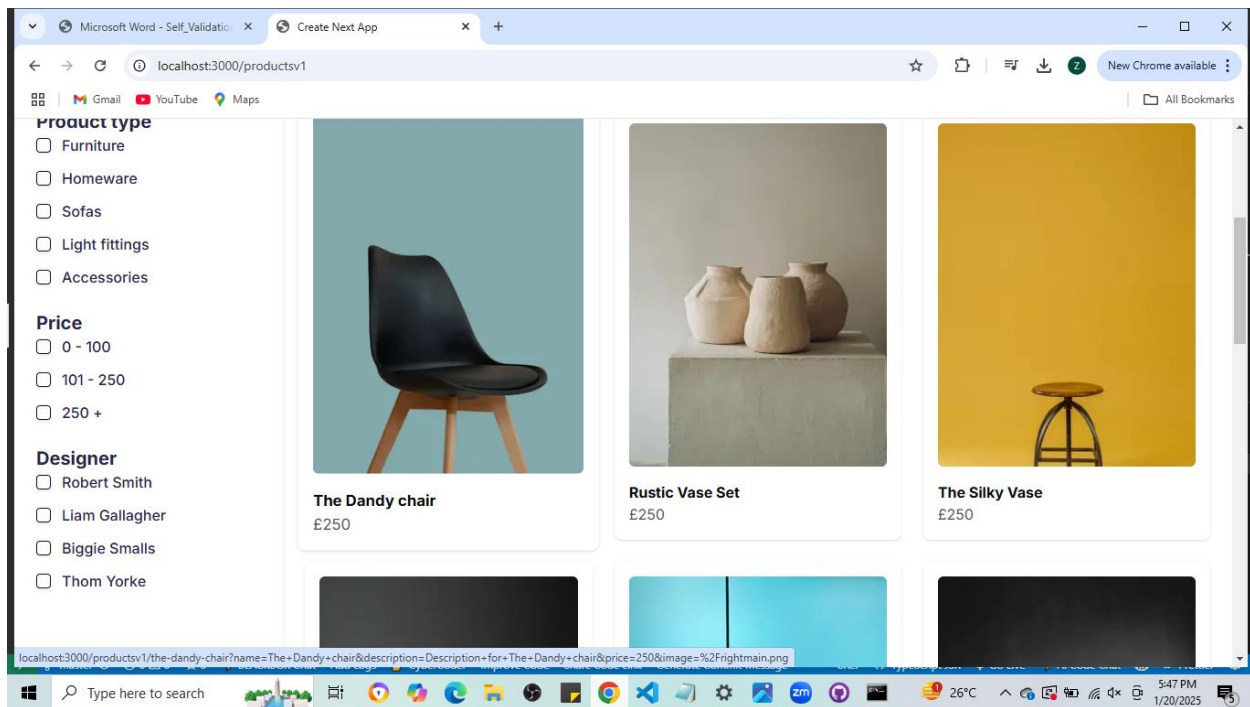 Microsoft Word - Self_Validatio
Create Next App
localhost:3000/productsv1
New Chrome available
Gmail
YouTube
Maps
All Bookmarks
Product type
Furniture
Homeware
Sofas
Light fittings
Accessories
Price
0 - 100
101 - 250
250 +
Designer
Robert Smith
Liam Gallagher
Biggie Smalls
Thom Yorke
The Dandy chair
£250
Rustic Vase Set
£250
The Silky Vase
£250
localhost:3000/productsv1/the-dandy-chair?name=The+Dandy+chair&description=Description+for+The+Dandy+chair&price=250&image=%2Frightmain.png
Type here to search
zm
26°C
5:47 PM
1/20/2025